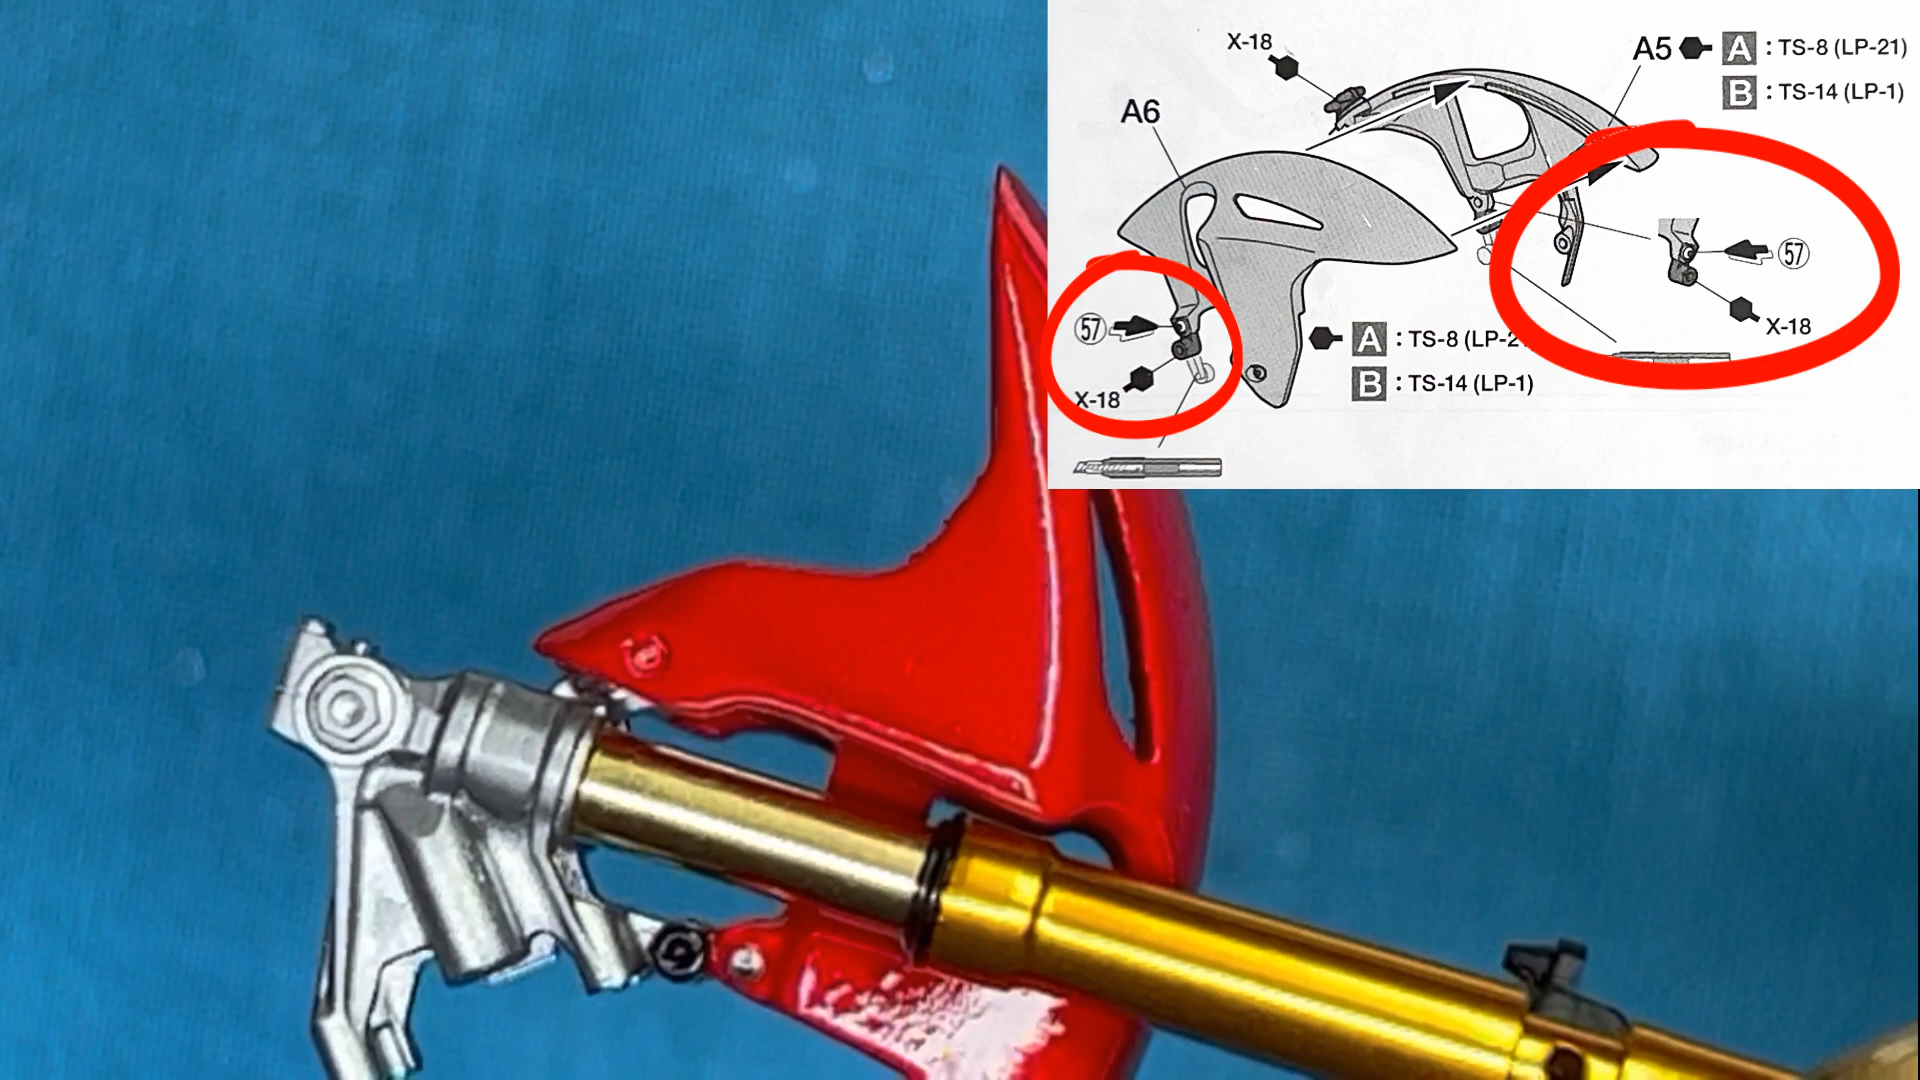 X-18
A5 A : TS-8 (LP-21)
B : TS-14 (LP-1)
A6
57
X-18
57
X-18
A : TS-8 (LP-2
B : TS-14 (LP-1)